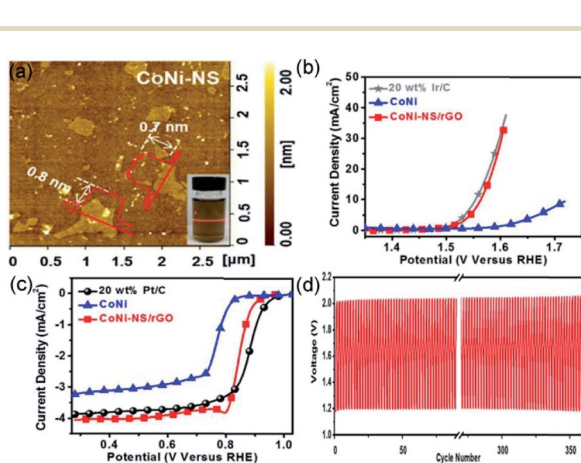 (a)
CoNi-NS
0.7 nm
0.8 nm
2.5
2
1.5
1
0.5
0
[nm]
2.00
0.00
0 0.5 1 1.5 2 2.5 [µm]
(b)
20 wt% Ir/C
CoNi
CoNi-NS/rGO
Current Density (mA/cm²)
50
40
30
20
10
0
1.4 1.5 1.6 1.7
Potential (V Versus RHE)
(c)
20 wt% Pt/C
CoNi
CoNi-NS/rGO
Current Density (mA/cm²)
0
-1
-2
-3
-4
0.4 0.6 0.8 1.0
Potential (V Versus RHE)
(d)
Voltage (V)
2.2
2.0
1.8
1.6
1.4
1.2
1.0
0 50 300 350
Cycle Number